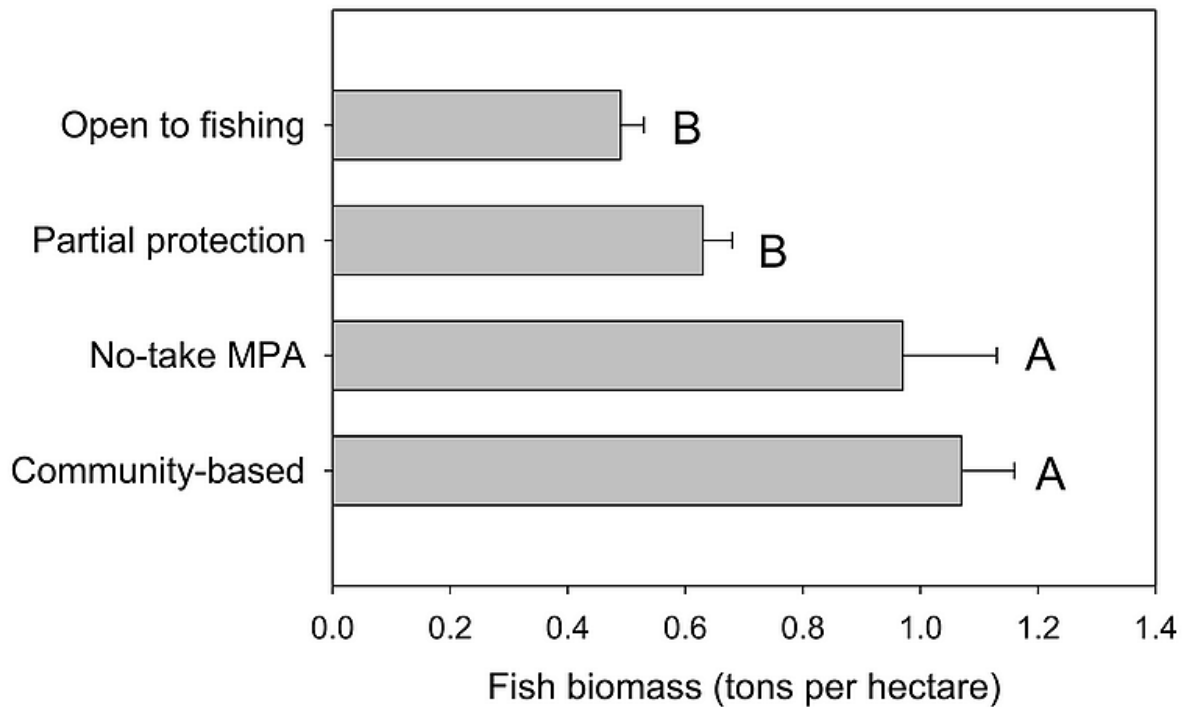 Open to fishing B
Partial protection B
No-take MPA A
Community-based A
0.0 0.2 0.4 0.6 0.8 1.0 1.2 1.4
Fish biomass (tons per hectare)